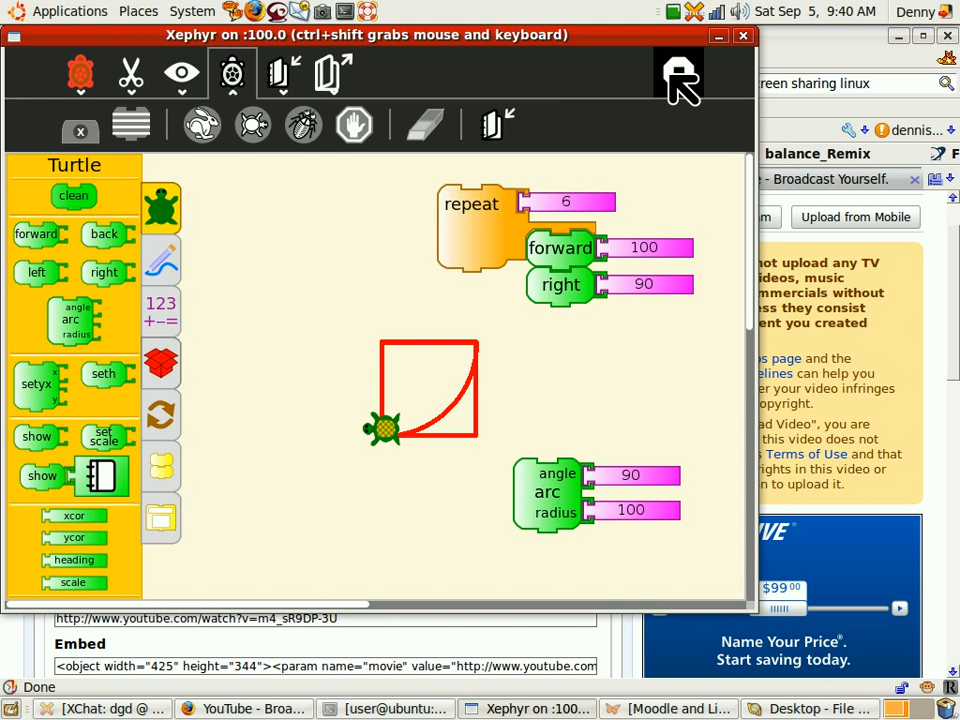 Applications Places System
Sat Sep 5, 9:40 AM Denny
Xephyr on :100.0 (ctrl+shift grabs mouse and keyboard)
reen sharing linux
dennis...
balance_Remix
- Broadcast Yourself.
Upload from Mobile
Turtle
clean
forward back
left right
angle
arc
radius
setyx x y
seth
show set scale
show
xcor
ycor
heading
scale
123
+-=
repeat 6
forward 100
right 90
angle 90
arc
radius 100
not upload any TV
ideos, music
mmercials without
ess they consist
ent you created
ps page and the
elines can help you
er your video infringes
opyright.
ad Video", you are
this video does not
Terms of Use and that
rights in this video or
on to upload it.
$99 00
Name Your Price®.
Start saving today.
http://www.youtube.com/watch?v=m4_sR9DP-3U
Embed
<object width="425" height="344"><param name="movie" value="http://www.youtube.com
Done
[XChat: dgd @ ... YouTube - Broa... [user@ubuntu:... Xephyr on :100... [Moodle and Li... Desktop - File ...